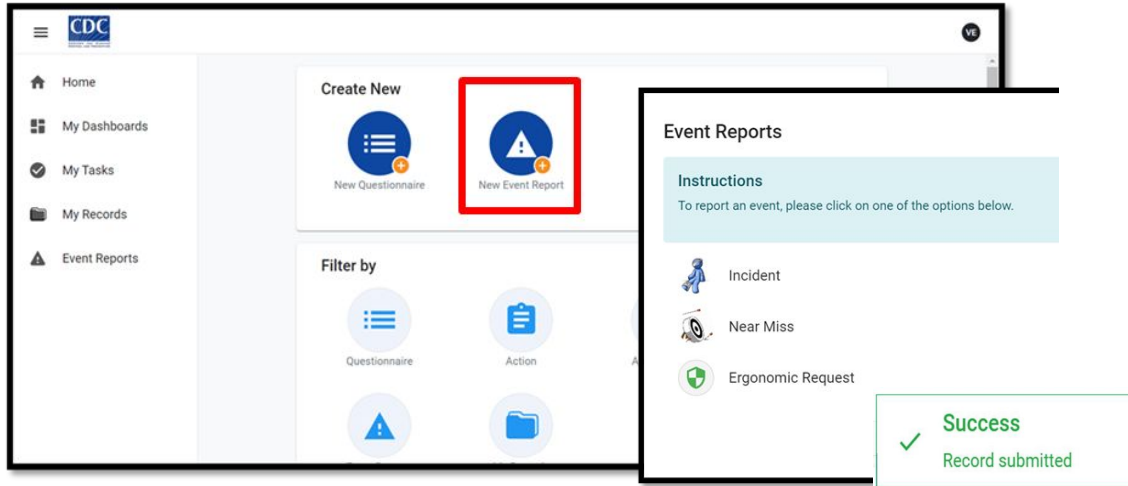 CDC
VE
Home
My Dashboards
My Tasks
My Records
Event Reports
Create New
New Questionnaire
New Event Report
Filter by
Questionnaire
Action
A
Event Reports
Instructions
To report an event, please click on one of the options below.
Incident
Near Miss
Ergonomic Request
Success
Record submitted